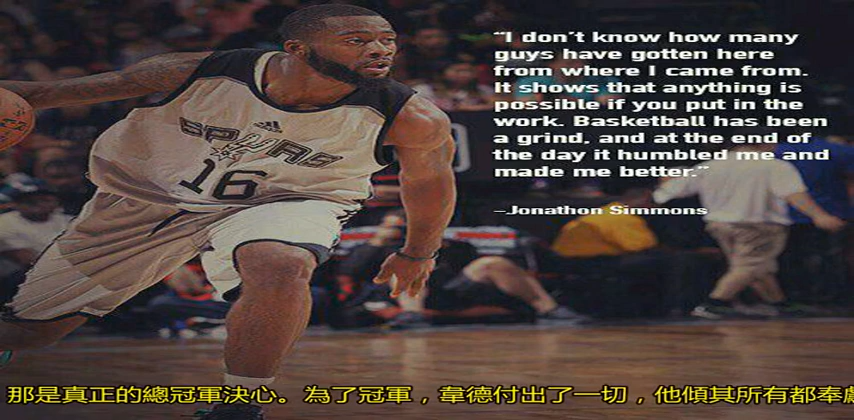 "I don't know how many
guys have gotten here
from where I came from.
It shows that anything is
possible if you put in the
work. Basketball has been
a grind, and at the end of
the day it humbled me and
made me better."
–Jonathon Simmons
adidas
SPURS
16
那是真正的總冠軍決心。為了冠軍，韋德付出了一切，他傾其所有都奉獻